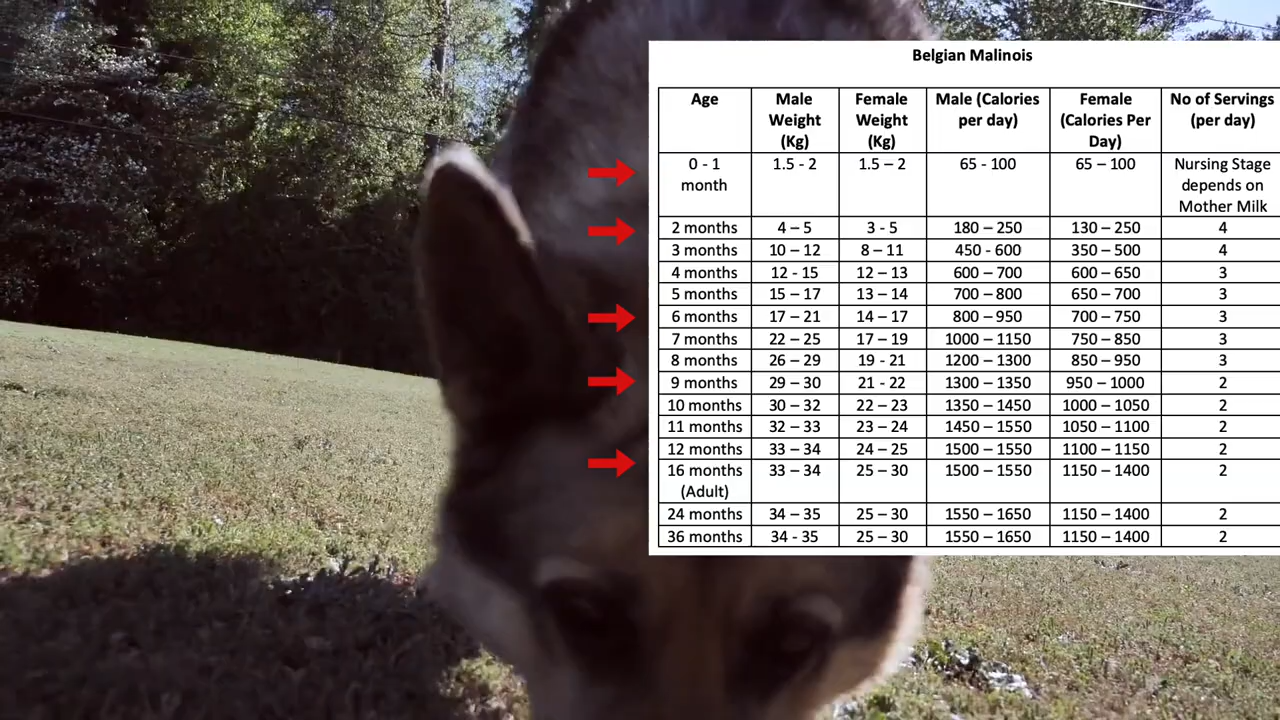 Belgian Malinois
Age Male Weight (Kg) Female Weight (Kg) Male (Calories per day) Female (Calories Per Day) No of Servings (per day)
0 - 1 month 1.5 - 2 1.5 – 2 65 - 100 65 – 100 Nursing Stage depends on Mother Milk
2 months 4 – 5 3 - 5 180 – 250 130 – 250 4
3 months 10 – 12 8 – 11 450 - 600 350 – 500 4
4 months 12 - 15 12 – 13 600 – 700 600 – 650 3
5 months 15 – 17 13 – 14 700 – 800 650 – 700 3
6 months 17 – 21 14 – 17 800 – 950 700 – 750 3
7 months 22 – 25 17 – 19 1000 – 1150 750 – 850 3
8 months 26 – 29 19 - 21 1200 – 1300 850 – 950 3
9 months 29 – 30 21 - 22 1300 – 1350 950 – 1000 2
10 months 30 – 32 22 – 23 1350 – 1450 1000 – 1050 2
11 months 32 – 33 23 – 24 1450 – 1550 1050 – 1100 2
12 months 33 – 34 24 – 25 1500 – 1550 1100 – 1150 2
16 months (Adult) 33 – 34 25 – 30 1500 – 1550 1150 – 1400 2
24 months 34 – 35 25 – 30 1550 – 1650 1150 – 1400 2
36 months 34 - 35 25 – 30 1550 – 1650 1150 – 1400 2